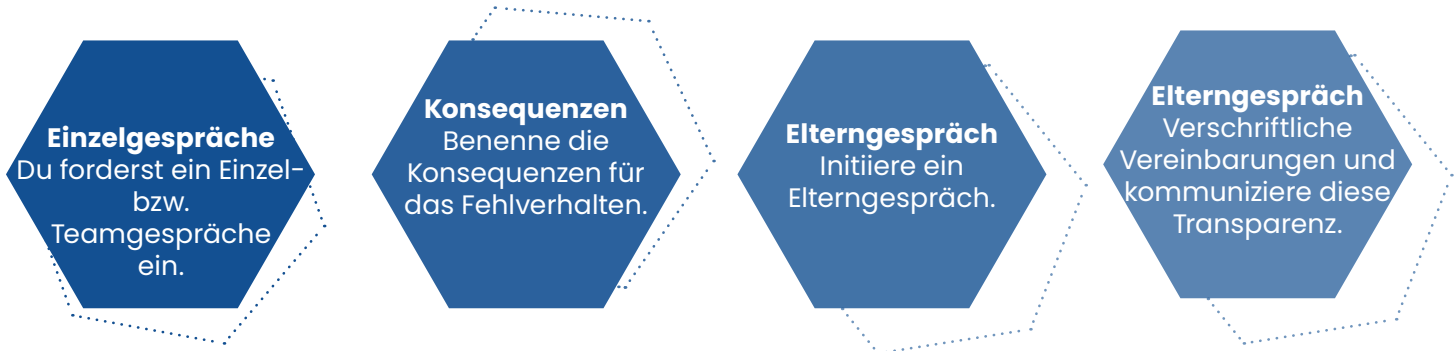 Einzelgespräche
Du forderst ein Einzel-
bzw.
Teamgespräche
ein.
Konsequenzen
Benenne die
Konsequenzen für
das Fehlverhalten.
Elterngespräch
Initiiere ein
Elterngespräch.
Elterngespräch
Verschriftliche
Vereinbarungen und
kommuniziere diese
Transparenz.